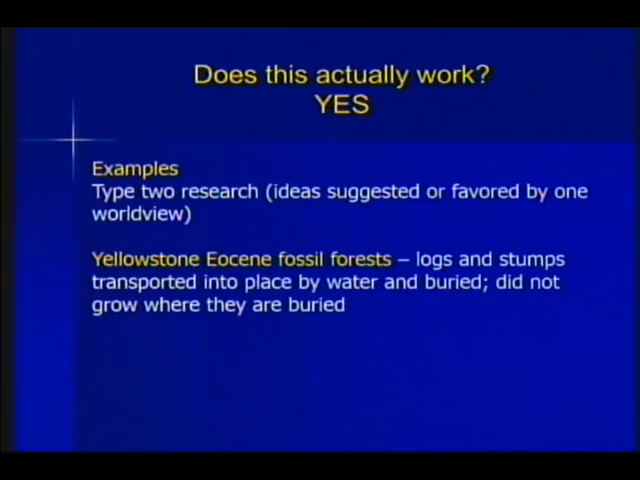 Does this actually work?
YES
Examples
Type two research (ideas suggested or favored by one
worldview)
Yellowstone Eocene fossil forests – logs and stumps
transported into place by water and buried; did not
grow where they are buried